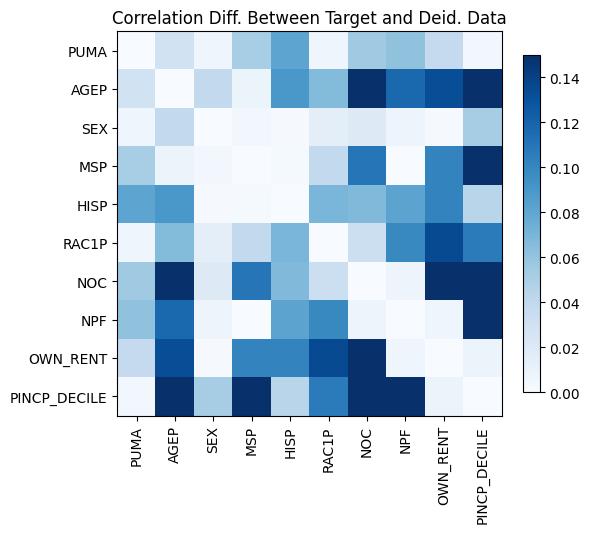 Correlation Diff. Between Target and Deid. Data
PUMA
AGEP
SEX
MSP
HISP
RAC1P
NOC
NPF
OWN_RENT
PINCP_DECILE
PUMA
AGEP
SEX
MSP
HISP
RAC1P
NOC
NPF
OWN_RENT
PINCP_DECILE
0.14
0.12
0.10
0.08
0.06
0.04
0.02
0.00